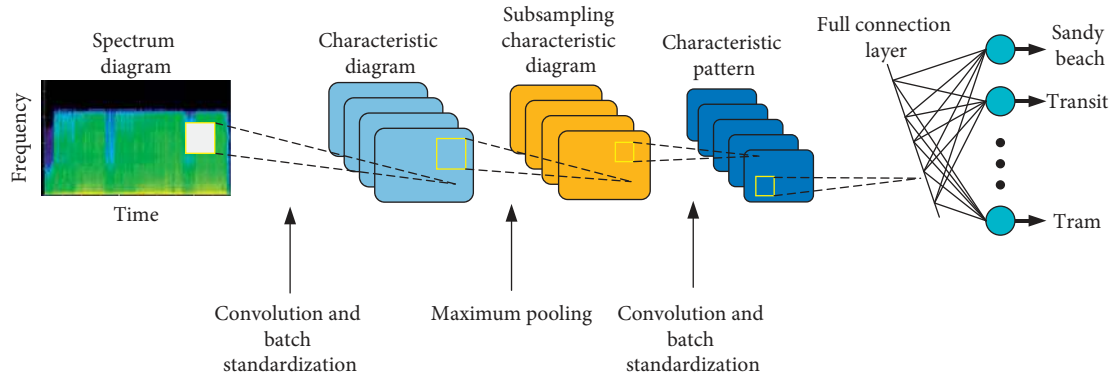 Spectrum
diagram
Frequency
Time
Characteristic
diagram
Subsampling
characteristic
diagram
Characteristic
pattern
Full connection
layer
Sandy
beach
Transit
Tram
Convolution and
batch
standardization
Maximum pooling
Convolution and
batch
standardization